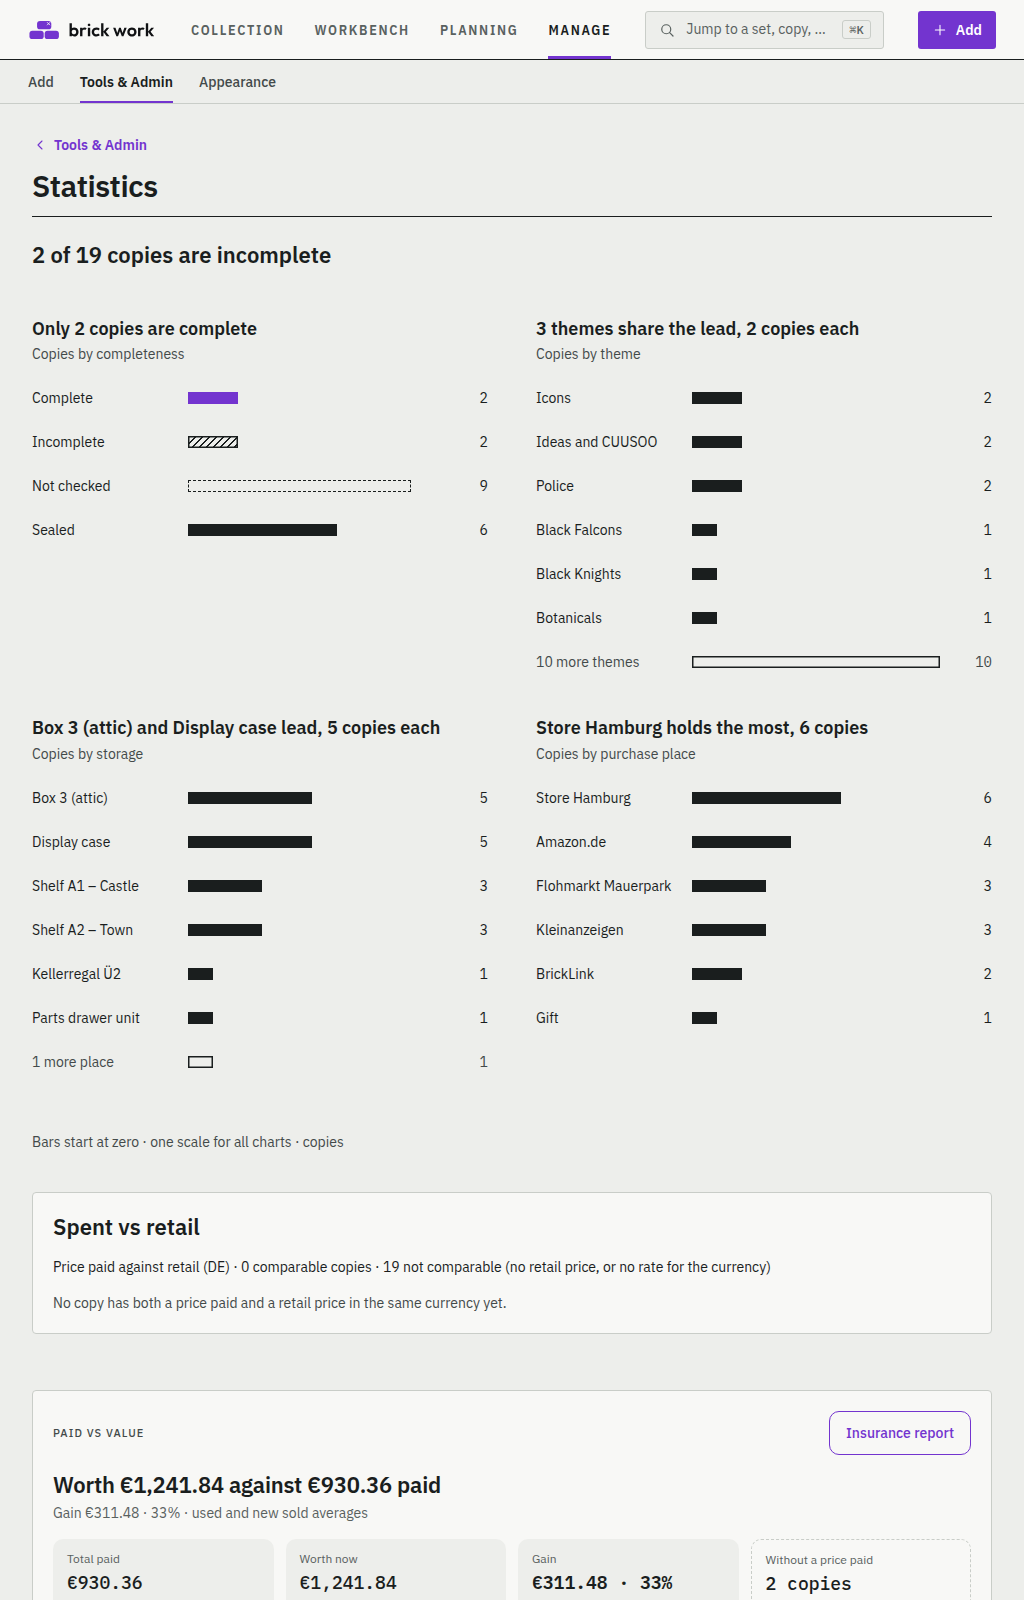 brick work
COLLECTION
WORKBENCH
PLANNING
MANAGE
Jump to a set, copy, ...
⌘K
Add
Add
Tools & Admin
Appearance
Tools & Admin
Statistics
2 of 19 copies are incomplete
Only 2 copies are complete
Copies by completeness
Complete 2
Incomplete 2
Not checked 9
Sealed 6
3 themes share the lead, 2 copies each
Copies by theme
Icons 2
Ideas and CUUSOO 2
Police 2
Black Falcons 1
Black Knights 1
Botanicals 1
10 more themes 10
Box 3 (attic) and Display case lead, 5 copies each
Copies by storage
Box 3 (attic) 5
Display case 5
Shelf A1 – Castle 3
Shelf A2 – Town 3
Kellerregal Ü2 1
Parts drawer unit 1
1 more place 1
Store Hamburg holds the most, 6 copies
Copies by purchase place
Store Hamburg 6
Amazon.de 4
Flohmarkt Mauerpark 3
Kleinanzeigen 3
BrickLink 2
Gift 1
Bars start at zero · one scale for all charts · copies
Spent vs retail
Price paid against retail (DE) · 0 comparable copies · 19 not comparable (no retail price, or no rate for the currency)
No copy has both a price paid and a retail price in the same currency yet.
PAID VS VALUE
Insurance report
Worth €1,241.84 against €930.36 paid
Gain €311.48 · 33% · used and new sold averages
Total paid
€930.36
Worth now
€1,241.84
Gain
€311.48 · 33%
Without a price paid
2 copies